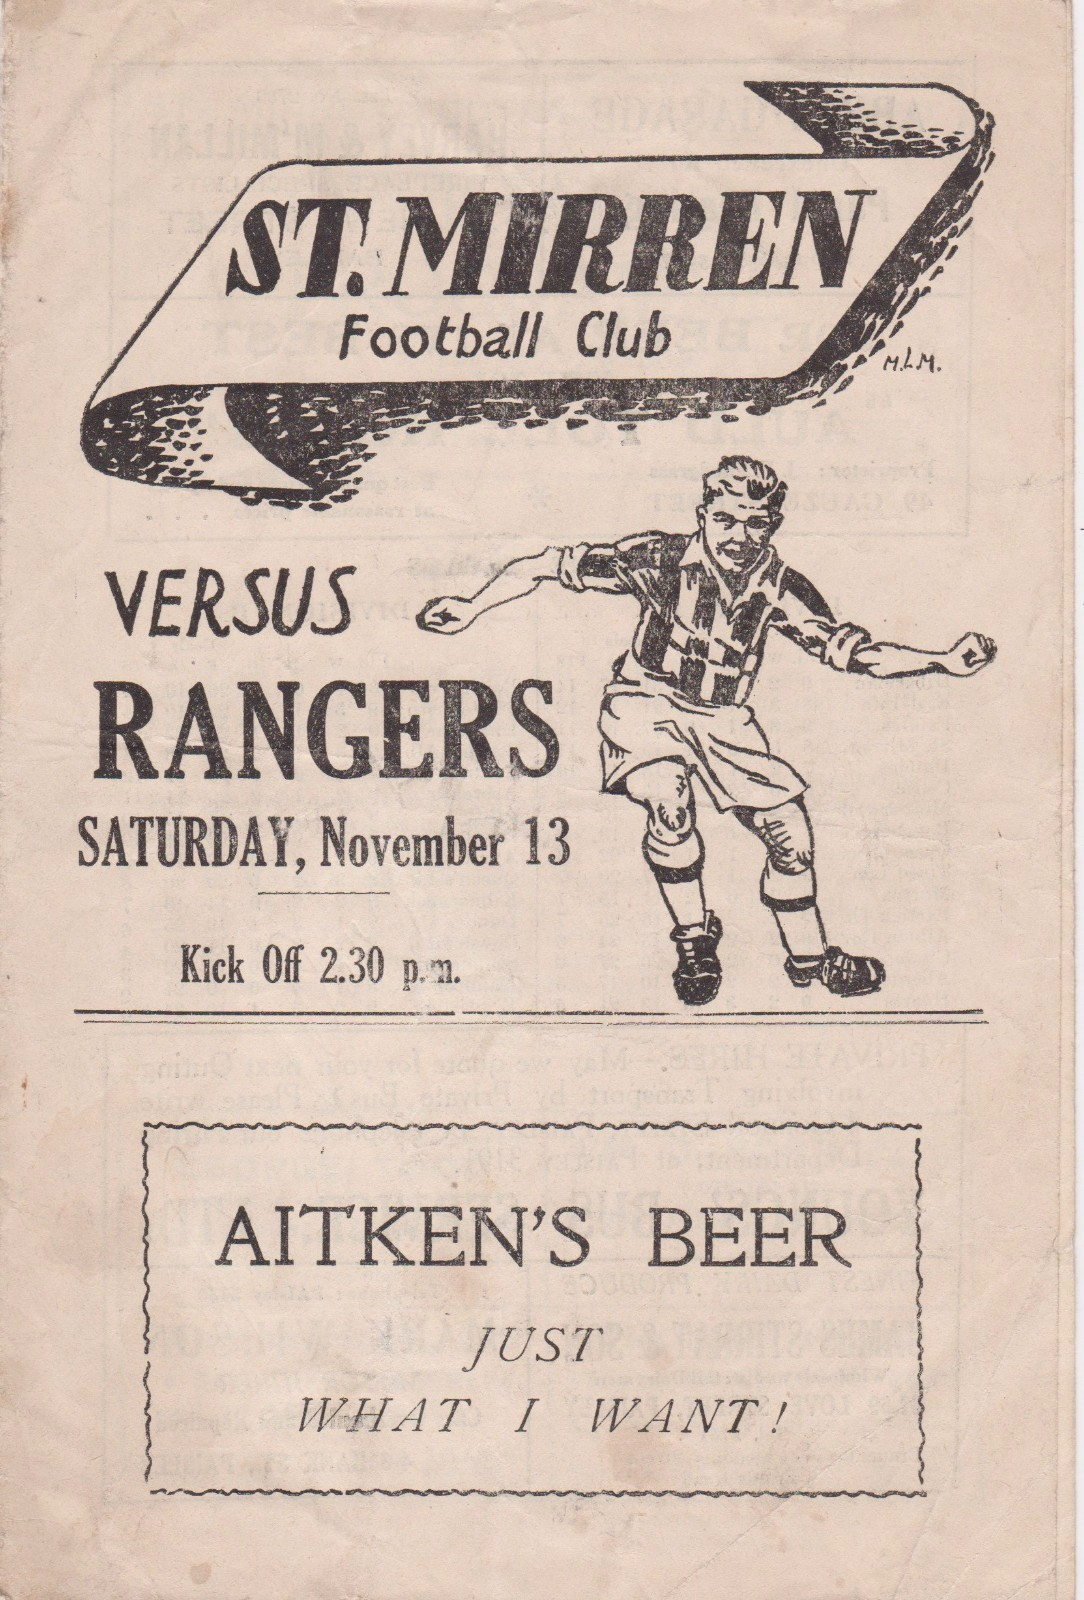 ST. MIRREN
Football Club
M.L.M.
VERSUS
RANGERS
SATURDAY, November 13
Kick Off 2.30 p.m.
AITKEN'S BEER
JUST
WHAT I WANT!